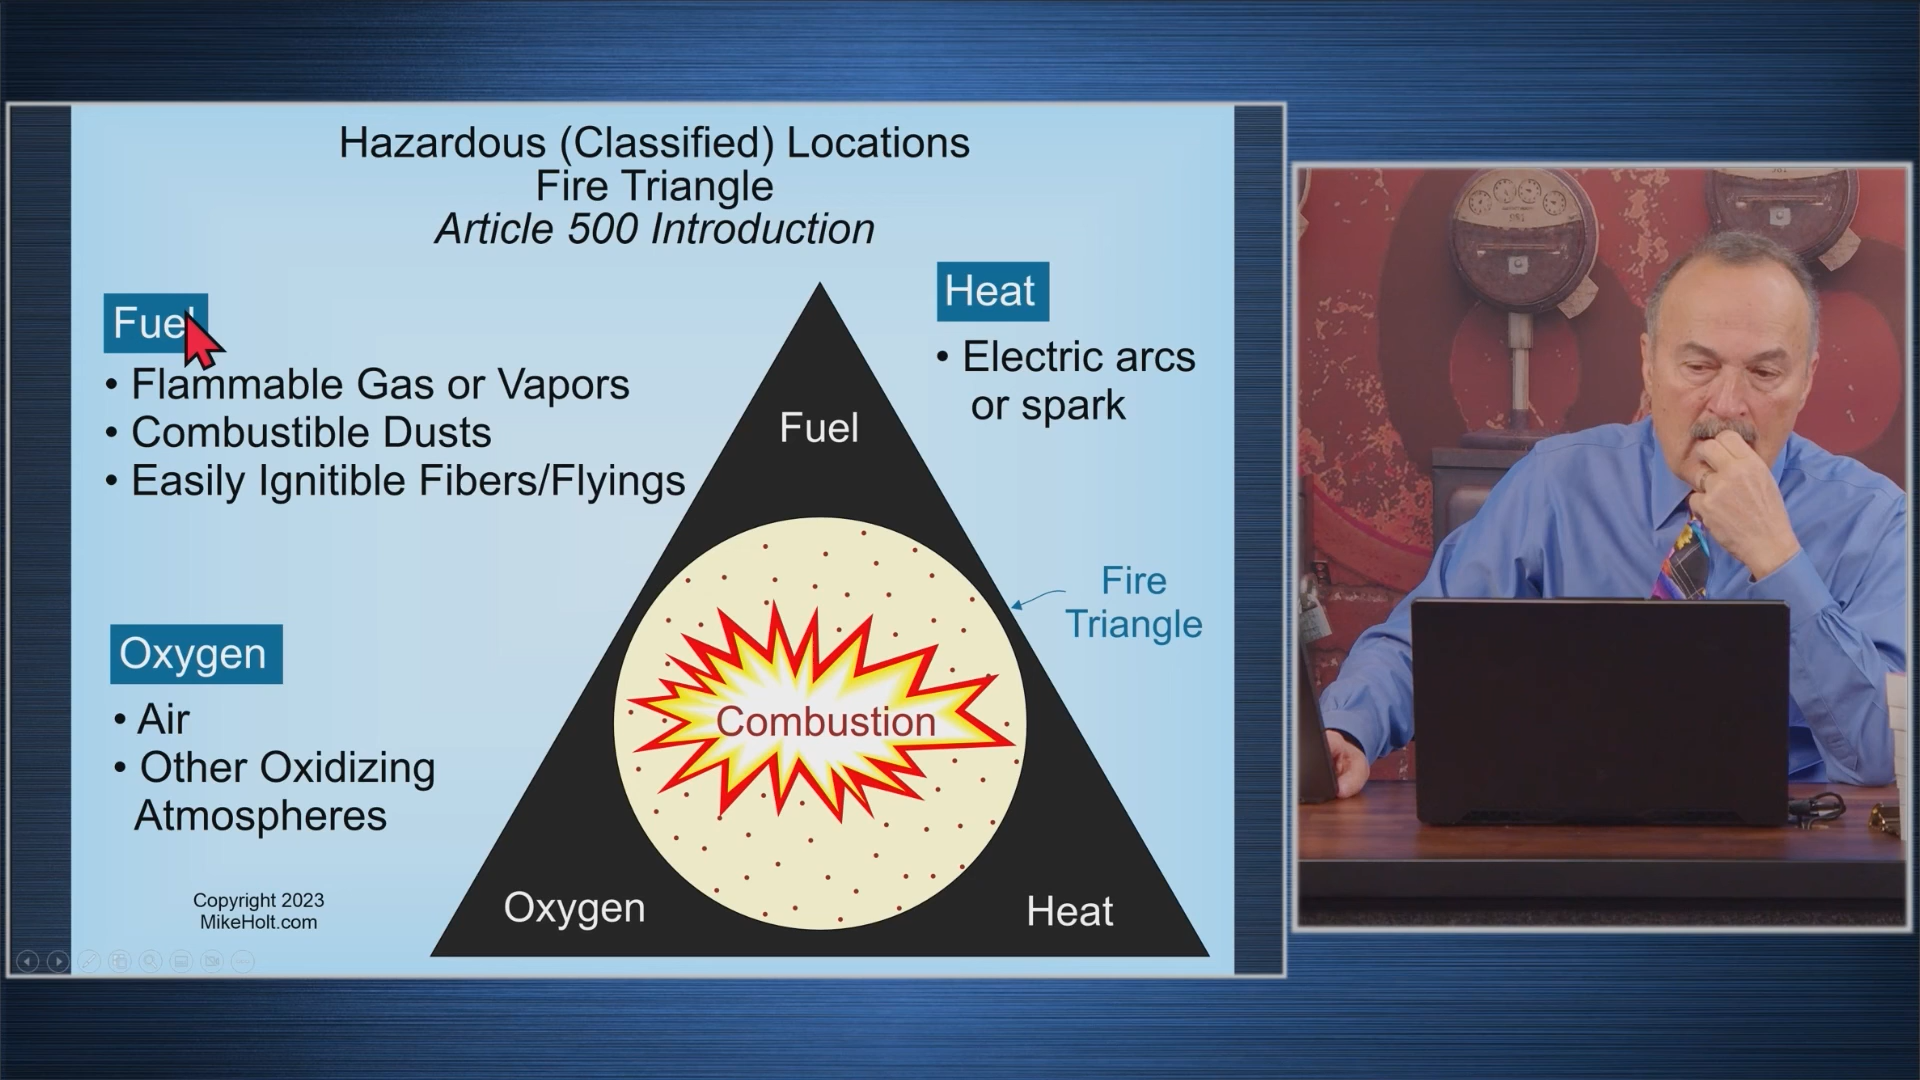 Hazardous (Classified) Locations
Fire Triangle
Article 500 Introduction
Fuel
• Flammable Gas or Vapors
• Combustible Dusts
• Easily Ignitible Fibers/Flyings
Heat
• Electric arcs
or spark
Fuel
Fire
Triangle
Oxygen
• Air
• Other Oxidizing
Atmospheres
Combustion
Oxygen
Heat
Copyright 2023
MikeHolt.com